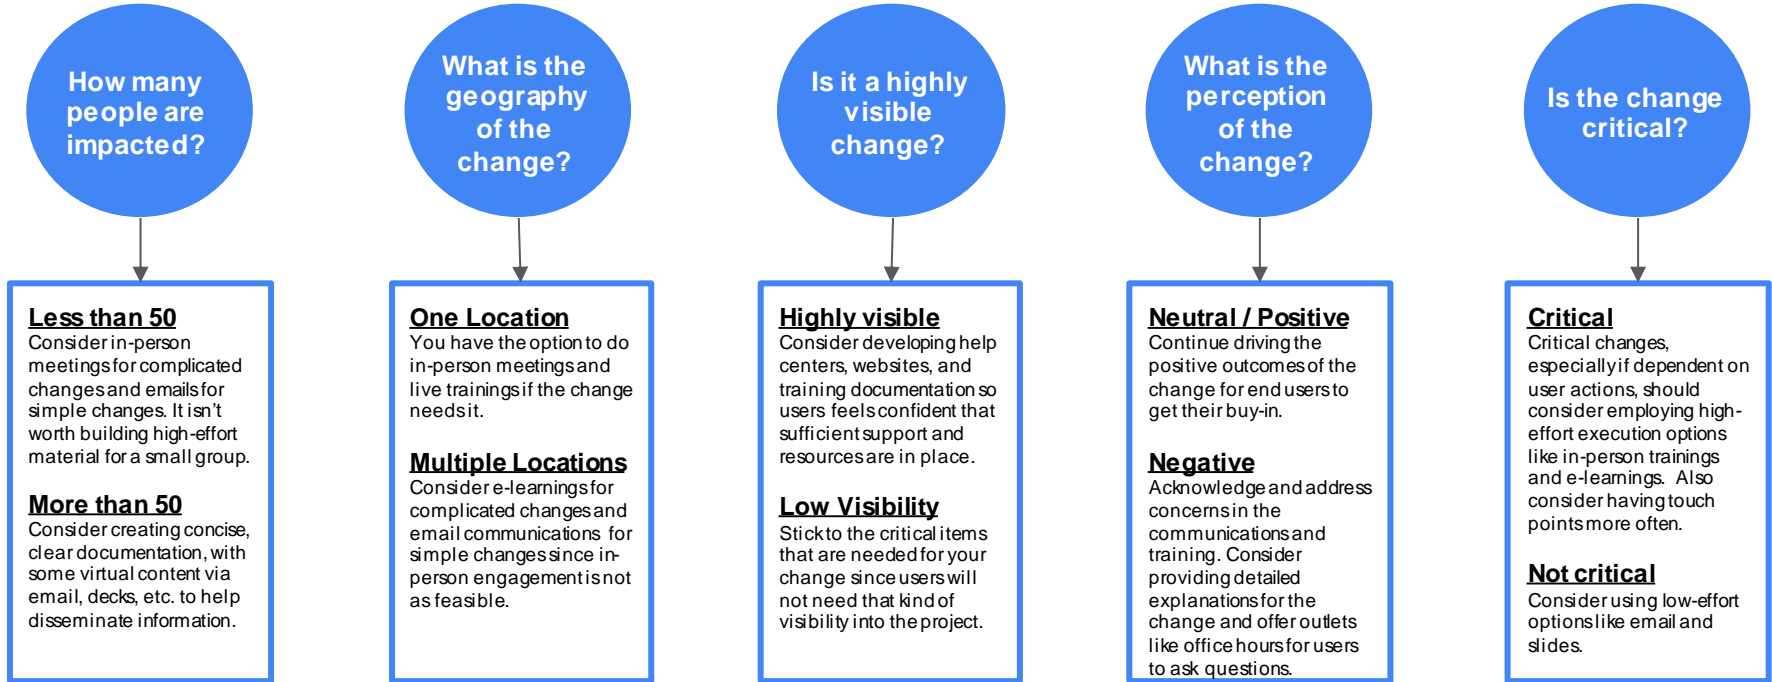 How many
people are
impacted?
What is the
geography
of the
change?
Is it a highly
visible
change?
What is the
perception
of the
change?
Is the change
critical?
Less than 50
Consider in-person
meetings for complicated
changes and emails for
simple changes. It isn’t
worth building high-effort
material for a small group.
More than 50
Consider creating concise,
clear documentation, with
some virtual content via
email, decks, etc. to help
disseminate information.
One Location
You have the option to do
in-person meetings and
live trainings if the change
needs it.
Multiple Locations
Consider e-learnings for
complicated changes and
email communications for
simple changes since in-
person engagement is not
as feasible.
Highly visible
Consider developing help
centers, websites, and
training documentation so
users feels confident that
sufficient support and
resources are in place.
Low Visibility
Stick to the critical items
that are needed for your
change since users will
not need that kind of
visibility into the project.
Neutral / Positive
Continue driving the
positive outcomes of the
change for end users to
get their buy-in.
Negative
Acknowledge and address
concerns in the
communications and
training. Consider
providing detailed
explanations for the
change and offer outlets
like office hours for users
to ask questions.
Critical
Critical changes,
especially if dependent on
user actions, should
consider employing high-
effort execution options
like in-person trainings
and e-learnings. Also
consider having touch
points more often.
Not critical
Consider using low-effort
options like email and
slides.